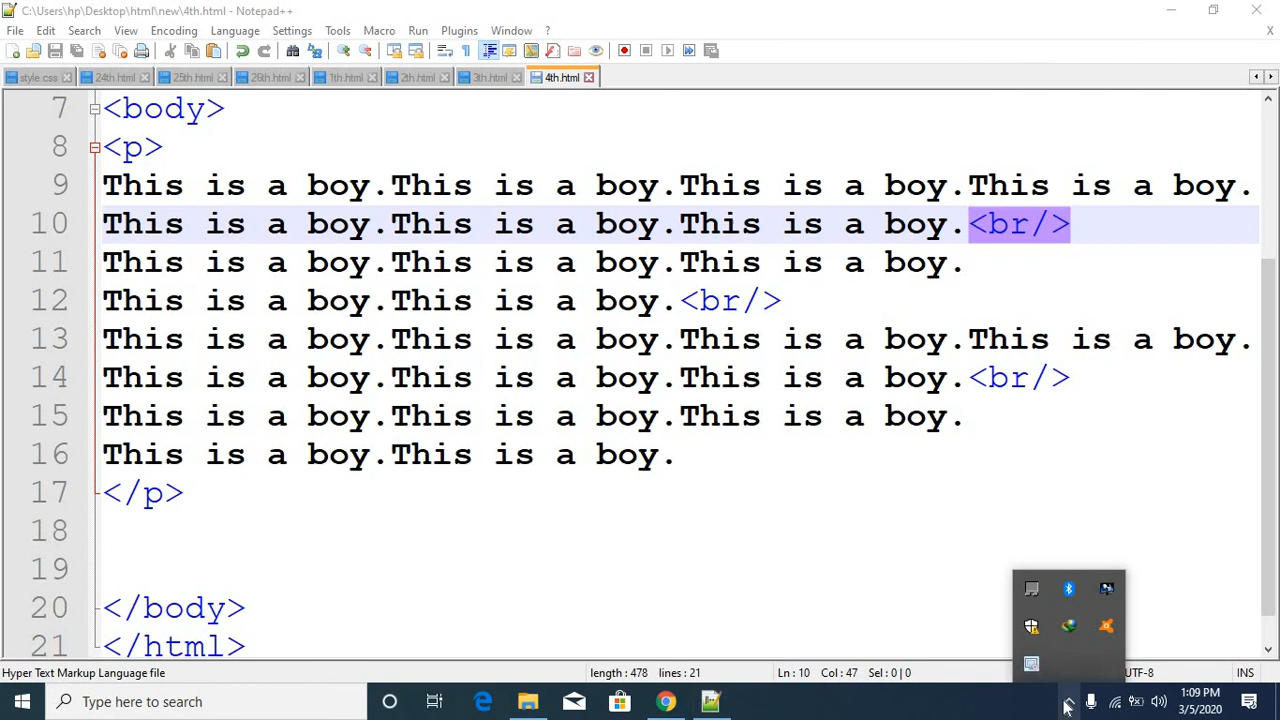 C:\Users\hp\Desktop\html\new\4th.html - Notepad++
File Edit Search View Encoding Language Settings Tools Macro Run Plugins Window ? X
style.css 24th.html 25th.html 26th.html 1th.html 2th.html 3th.html 4th.html
7 <body>
8 <p>
9 This is a boy.This is a boy.This is a boy.This is a boy.
10 This is a boy.This is a boy.This is a boy.<br/>
11 This is a boy.This is a boy.This is a boy.
12 This is a boy.This is a boy.<br/>
13 This is a boy.This is a boy.This is a boy.This is a boy.
14 This is a boy.This is a boy.This is a boy.<br/>
15 This is a boy.This is a boy.This is a boy.
16 This is a boy.This is a boy.
17 </p>
18
19
20 </body>
21 </html>
Hyper Text Markup Language file length : 478 lines : 21 Ln : 10 Col : 47 Sel : 0 | 0 UTF-8 INS
Type here to search 1:09 PM
3/5/2020